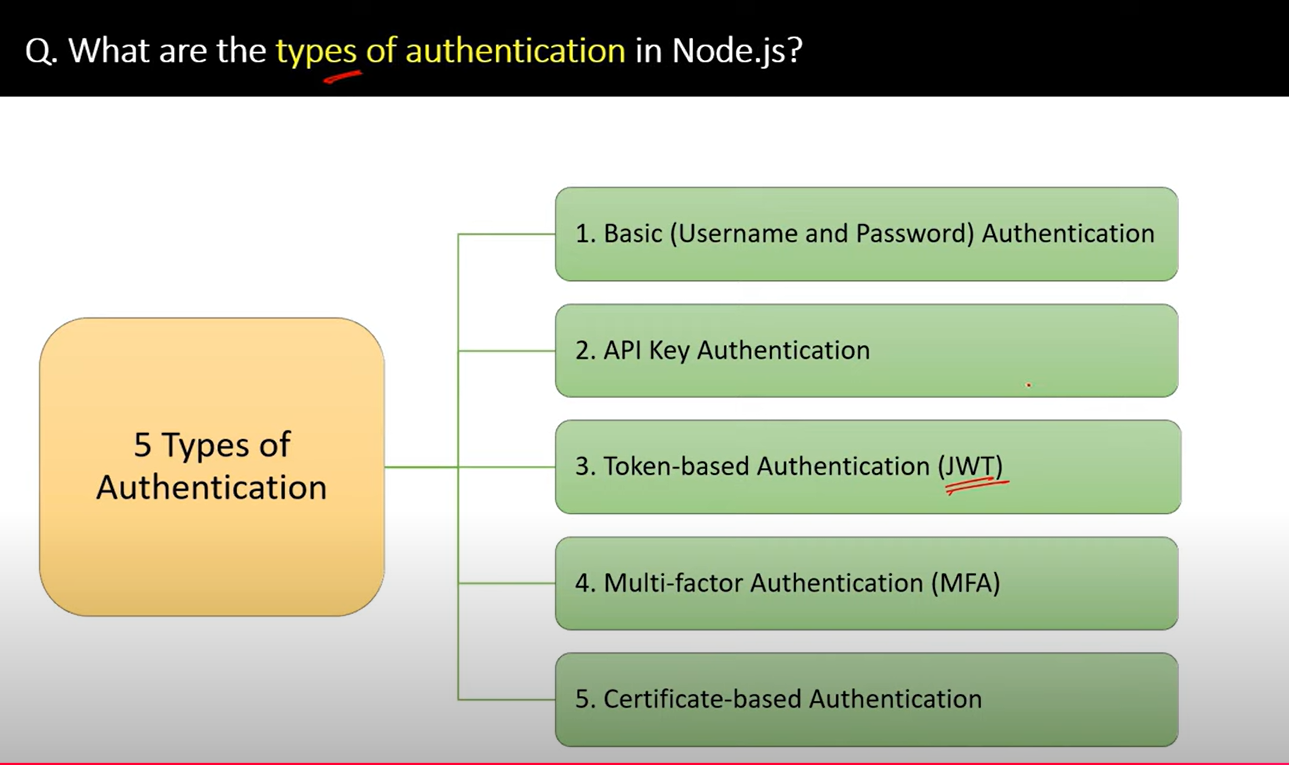 Q. What are the types of authentication in Node.js?
5 Types of
Authentication
1. Basic (Username and Password) Authentication
2. API Key Authentication
3. Token-based Authentication (JWT)
4. Multi-factor Authentication (MFA)
5. Certificate-based Authentication